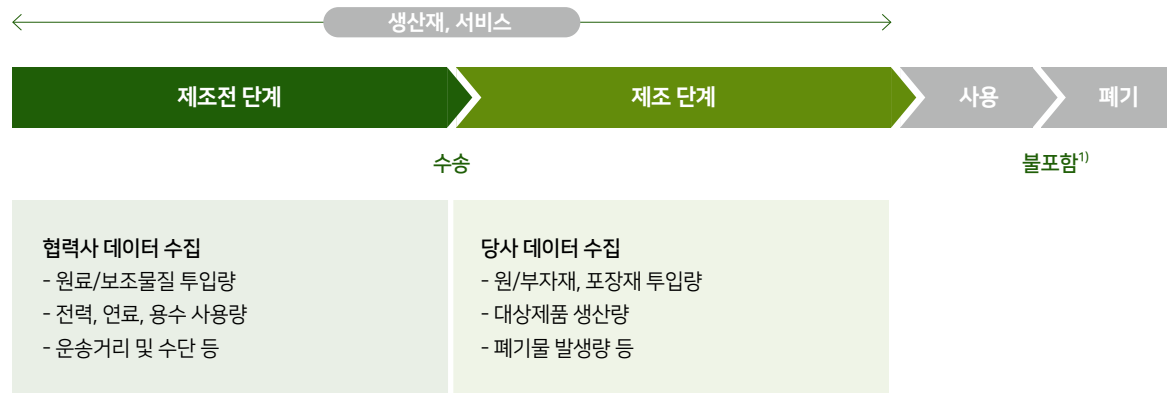 생산재, 서비스
제조전 단계
제조 단계
사용
폐기
수송
불포함1)
협력사 데이터 수집
- 원료/보조물질 투입량
- 전력, 연료, 용수 사용량
- 운송거리 및 수단 등
당사 데이터 수집
- 원/부자재, 포장재 투입량
- 대상제품 생산량
- 폐기물 발생량 등